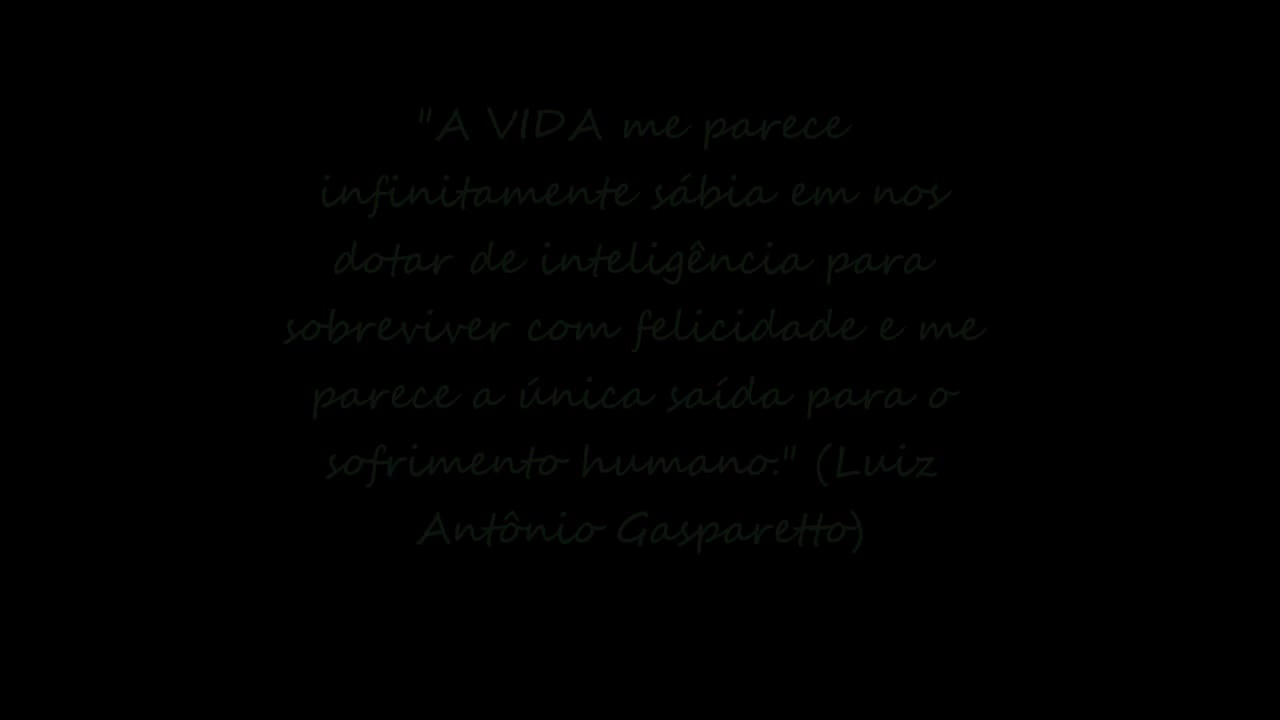 "A VIDA me parece
infinitamente sábia em nos
dotar de inteligência para
sobreviver com felicidade e me
parece a única saída para o
sofrimento humano." (Luiz
Antônio Gasparetto)